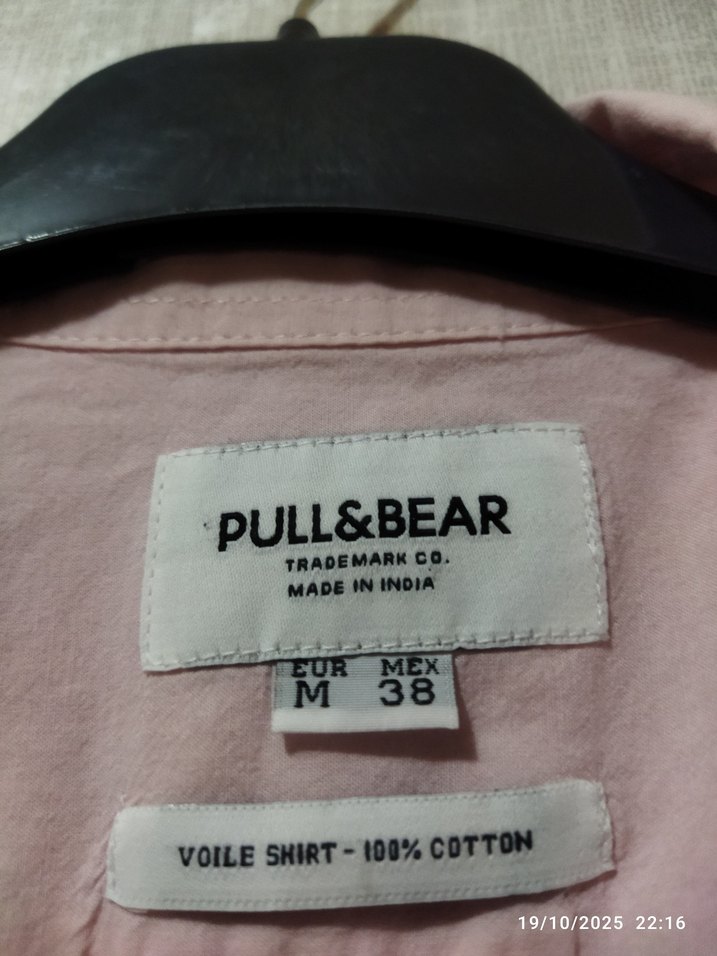 PULL&BEAR
TRADEMARK CO.
MADE IN INDIA
EUR MEX
M 38
VOILE SHIRT - 100% COTTON
19/10/2025 22:16